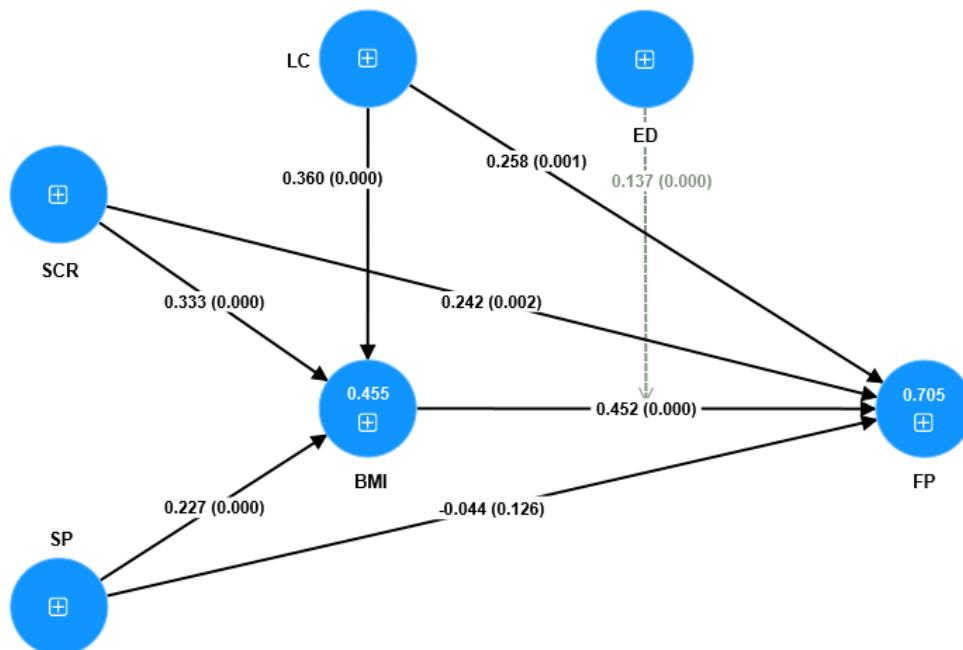 LC
ED
0.258 (0.001)
0.360 (0.000)
0.137 (0.000)
SCR
0.333 (0.000)
0.242 (0.002)
0.455
0.705
0.452 (0.000)
BMI
FP
0.227 (0.000)
-0.044 (0.126)
SP